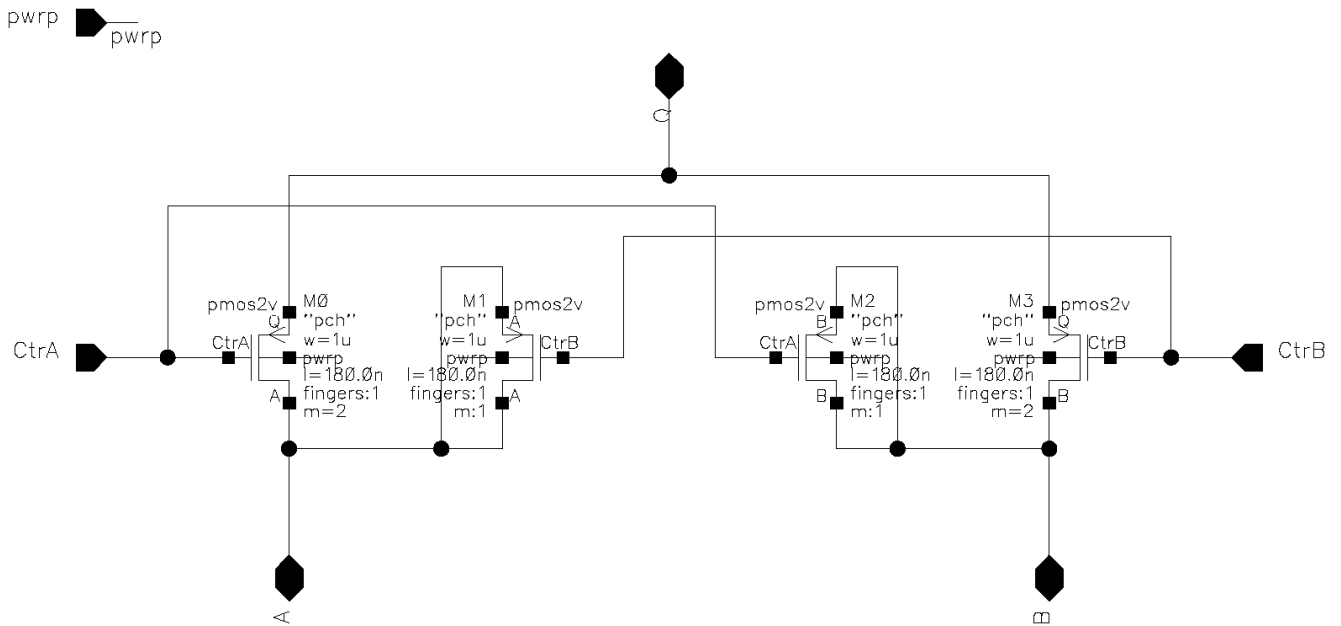 pwrp
pwrp
Q
pmos2v
M0
Q
"pch"
w=1u
CtrA
pwrp
l=180.0n
fingers:1
A
m=2
M1
pmos2v
"pch"
A
w=1u
pwrp
CtrB
l=180.0n
fingers:1
A
m:1
pmos2v
M2
B
"pch"
w=1u
CtrA
pwrp
l=180.0n
fingers:1
B
m:1
M3
pmos2v
"pch"
Q
w=1u
pwrp
CtrB
l=180.0n
fingers:1
B
m=2
CtrA
CtrB
A
B